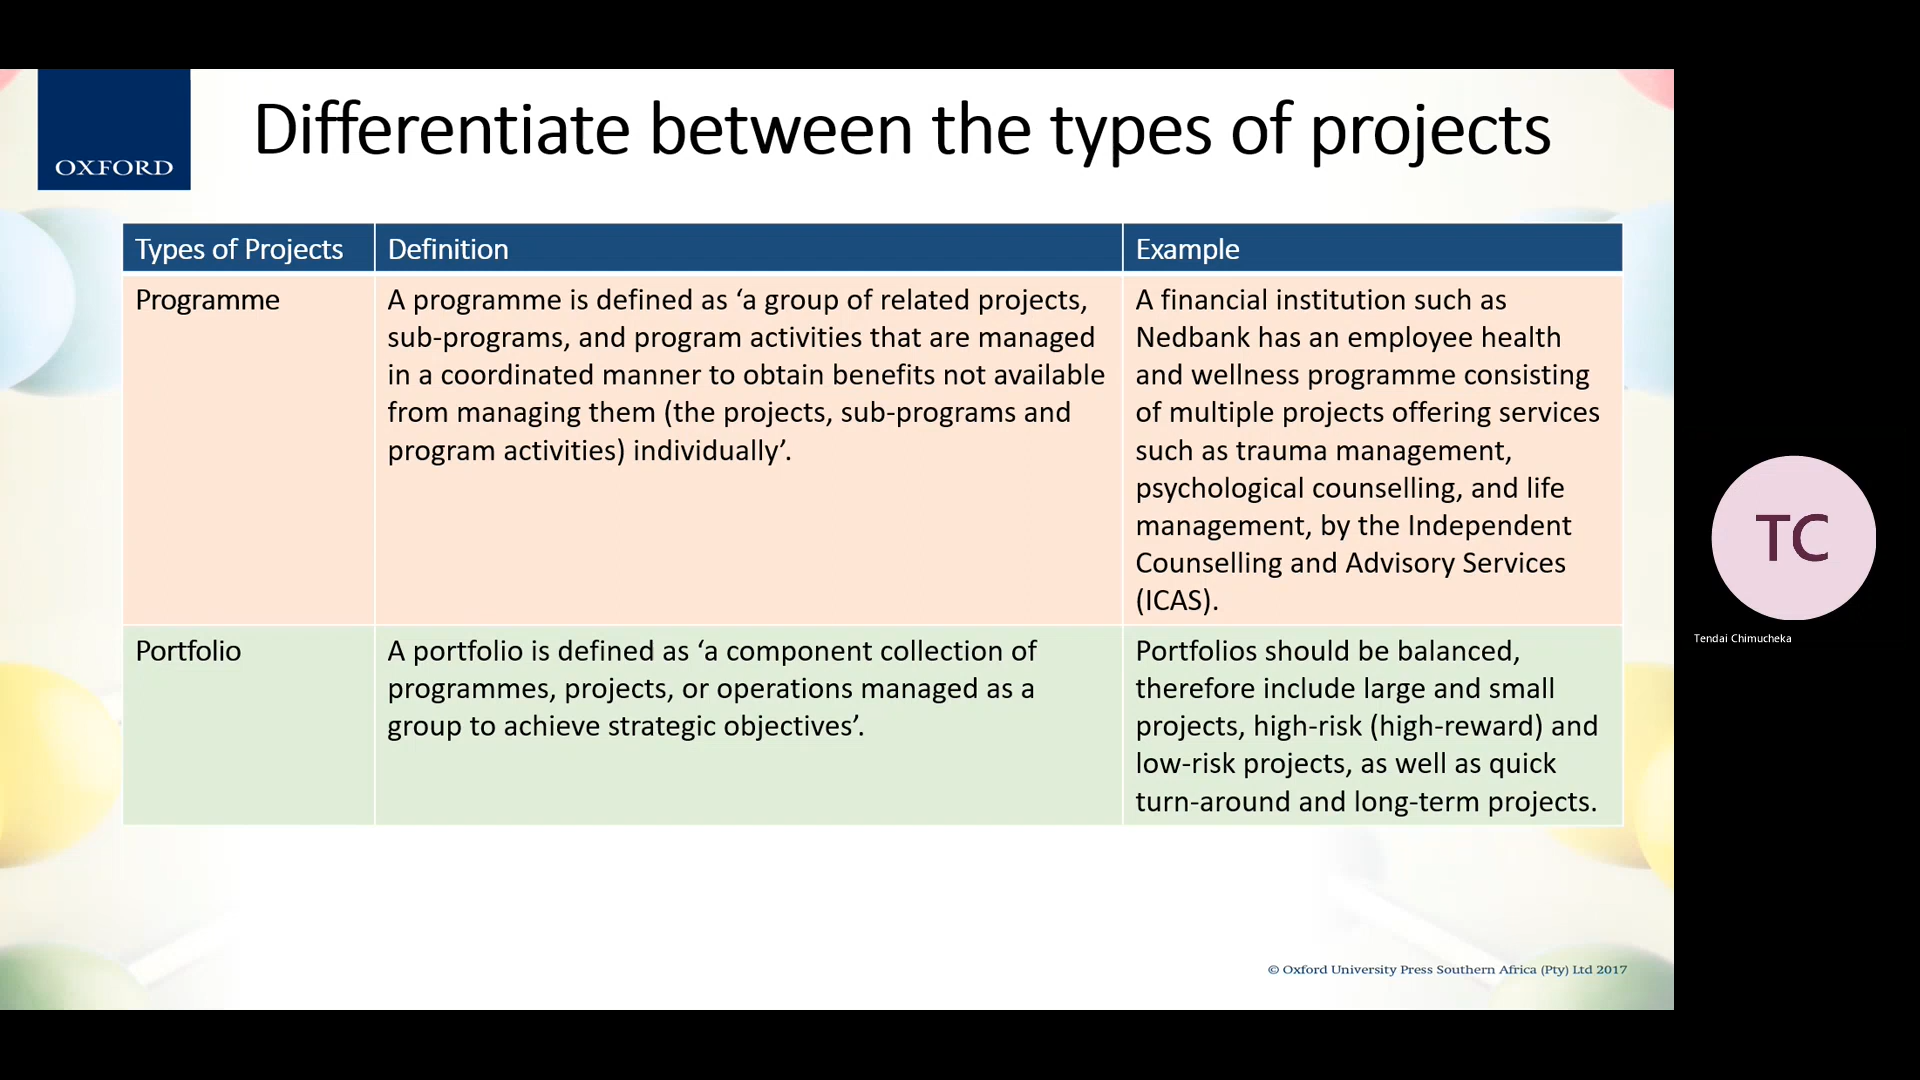 OXFORD
Differentiate between the types of projects
Types of Projects
Definition
Example
Programme
A programme is defined as ‘a group of related projects,
sub-programs, and program activities that are managed
in a coordinated manner to obtain benefits not available
from managing them (the projects, sub-programs and
program activities) individually’.
A financial institution such as
Nedbank has an employee health
and wellness programme consisting
of multiple projects offering services
such as trauma management,
psychological counselling, and life
management, by the Independent
Counselling and Advisory Services
(ICAS).
Portfolio
A portfolio is defined as ‘a component collection of
programmes, projects, or operations managed as a
group to achieve strategic objectives’.
Portfolios should be balanced,
therefore include large and small
projects, high-risk (high-reward) and
low-risk projects, as well as quick
turn-around and long-term projects.
© Oxford University Press Southern Africa (Pty) Ltd 2017
TC
Tendai Chimucheka